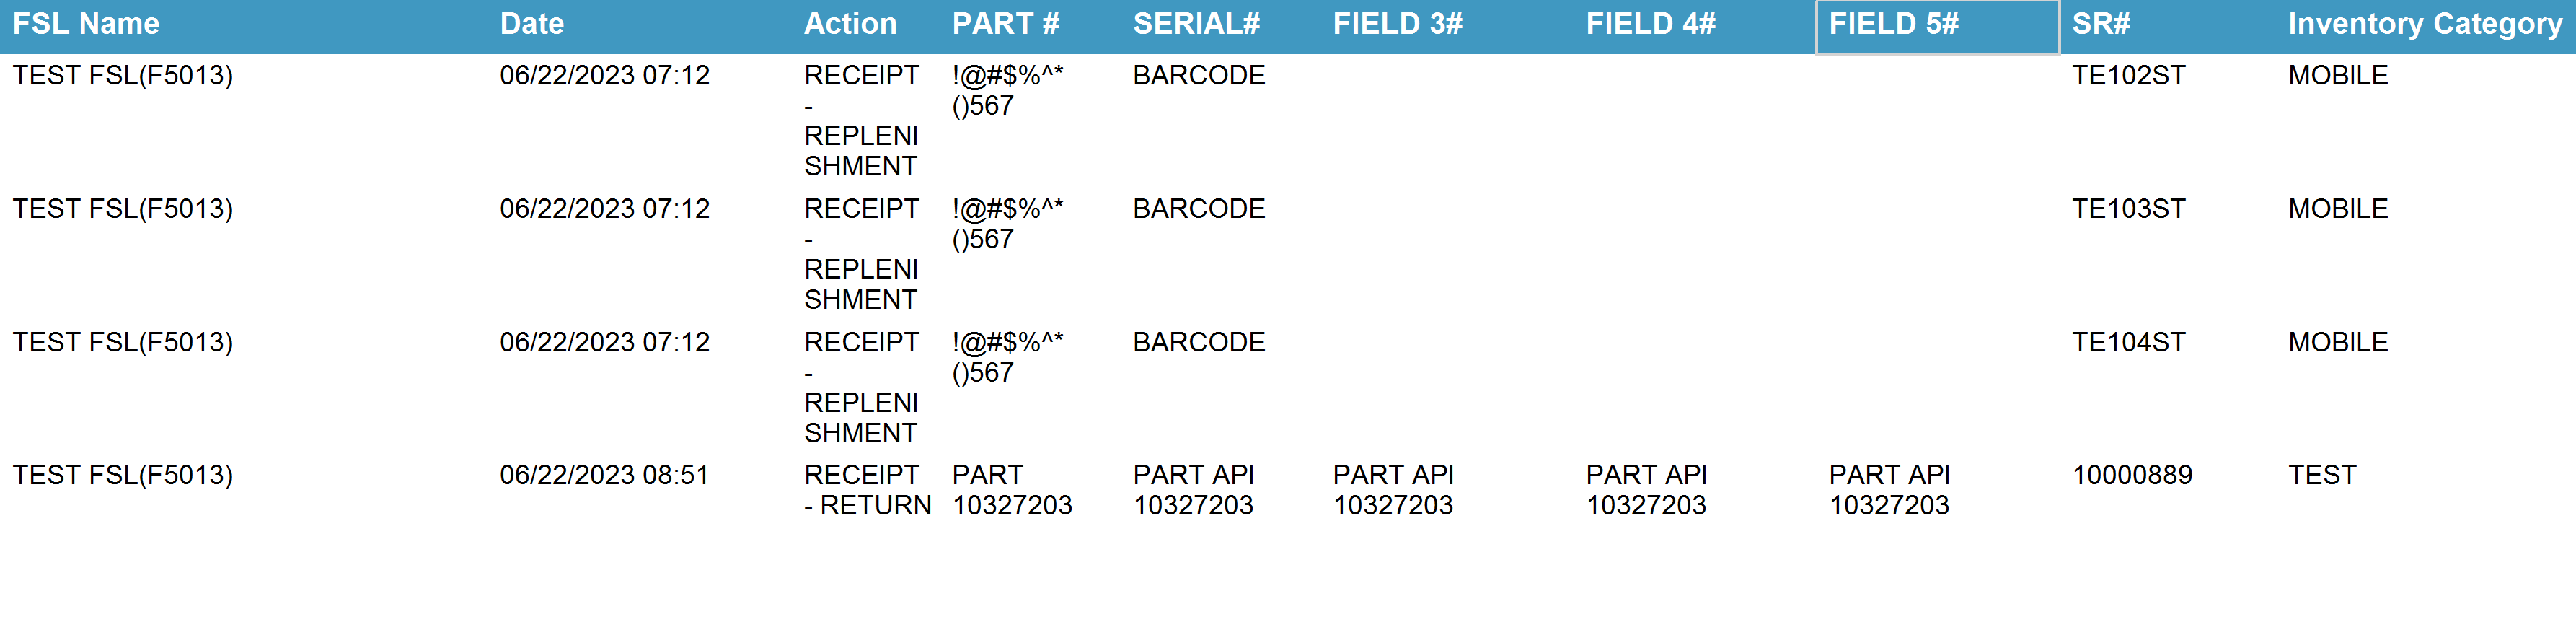 FSL Name Date Action PART # SERIAL# FIELD 3# FIELD 4# FIELD 5# SR# Inventory Category
TEST FSL(F5013) 06/22/2023 07:12 RECEIPT !@#$%^* BARCODE TE102ST MOBILE
- ()567
REPLENI
SHMENT
TEST FSL(F5013) 06/22/2023 07:12 RECEIPT !@#$%^* BARCODE TE103ST MOBILE
- ()567
REPLENI
SHMENT
TEST FSL(F5013) 06/22/2023 07:12 RECEIPT !@#$%^* BARCODE TE104ST MOBILE
- ()567
REPLENI
SHMENT
TEST FSL(F5013) 06/22/2023 08:51 RECEIPT PART PART API PART API PART API PART API 10000889 TEST
- RETURN 10327203 10327203 10327203 10327203 10327203